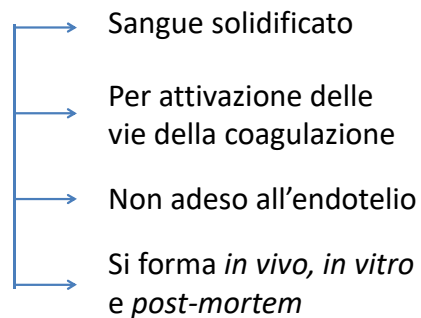 Sangue solidificato
Per attivazione delle
vie della coagulazione
Non adeso all’endotelio
Si forma in vivo, in vitro
e post-mortem